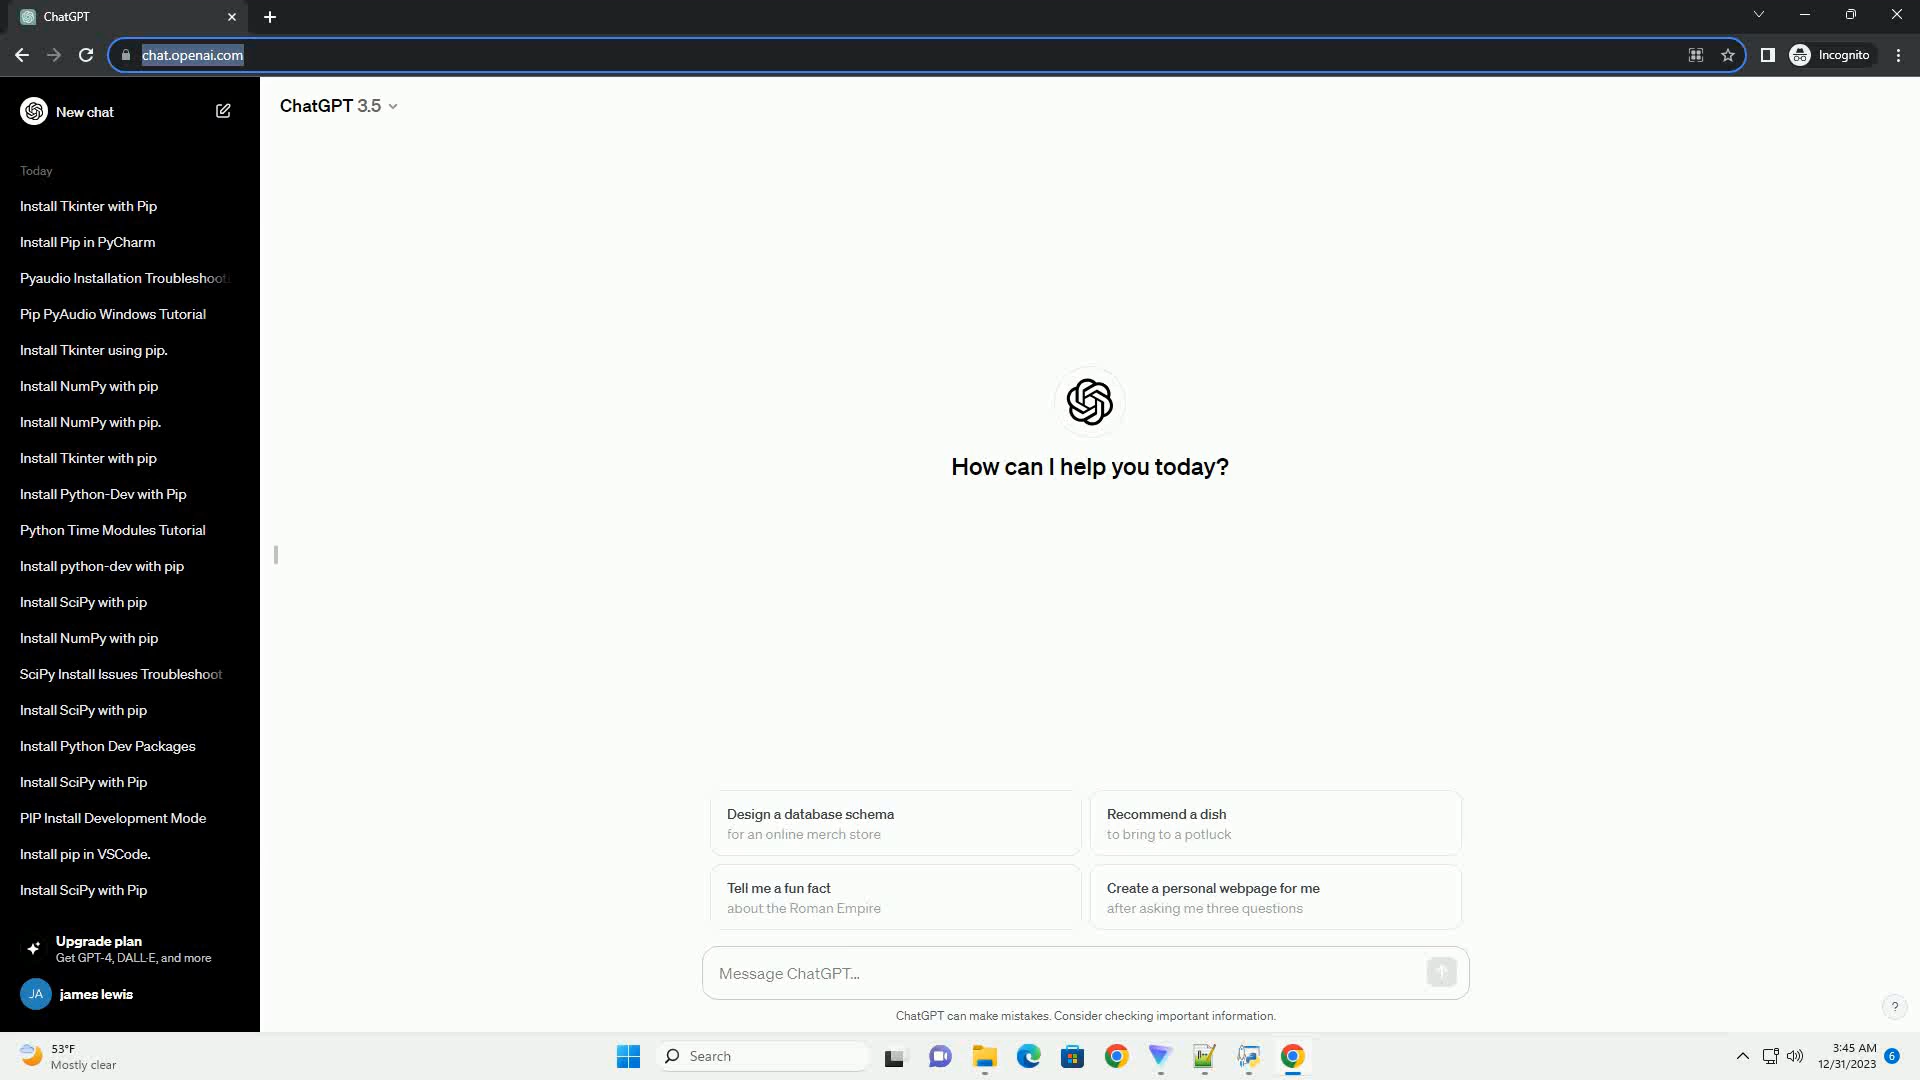 ChatGPT
chat.openai.com
Incognito
New chat
ChatGPT 3.5
Today
Install Tkinter with Pip
Install Pip in PyCharm
Pyaudio Installation Troubleshoot
Pip PyAudio Windows Tutorial
Install Tkinter using pip.
Install NumPy with pip
Install NumPy with pip.
Install Tkinter with pip
Install Python-Dev with Pip
Python Time Modules Tutorial
Install python-dev with pip
Install SciPy with pip
Install NumPy with pip
SciPy Install Issues Troubleshoot
Install SciPy with pip
Install Python Dev Packages
Install SciPy with Pip
PIP Install Development Mode
Install pip in VSCode.
Install SciPy with Pip
Upgrade plan
Get GPT-4, DALL·E, and more
JA
james lewis
How can I help you today?
Design a database schema
for an online merch store
Recommend a dish
to bring to a potluck
Tell me a fun fact
about the Roman Empire
Create a personal webpage for me
after asking me three questions
Message ChatGPT...
ChatGPT can make mistakes. Consider checking important information.
?
53°F
Mostly clear
Search
3:45 AM
12/31/2023
6